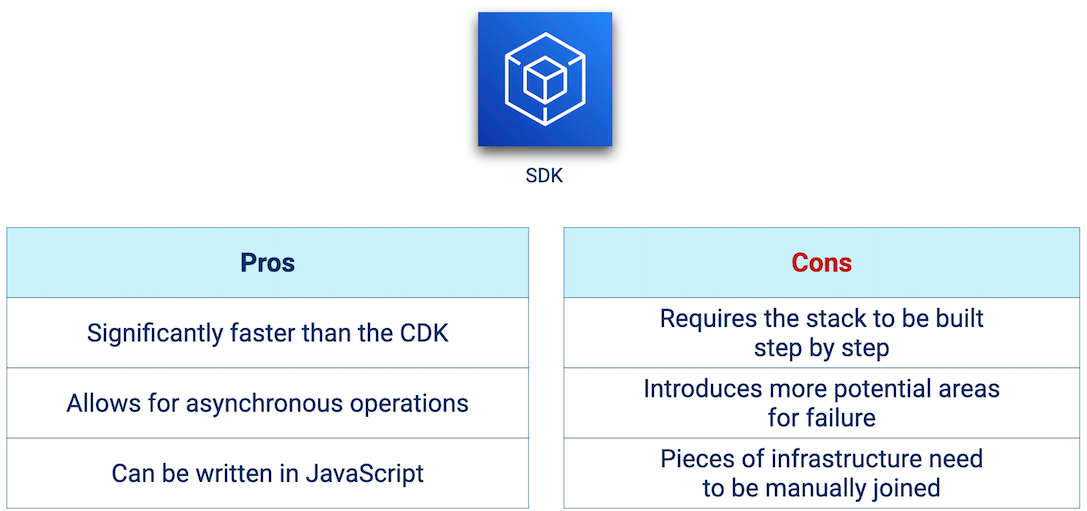 SDK
Pros
Significantly faster than the CDK
Allows for asynchronous operations
Can be written in JavaScript
Cons
Requires the stack to be built
step by step
Introduces more potential areas
for failure
Pieces of infrastructure need
to be manually joined